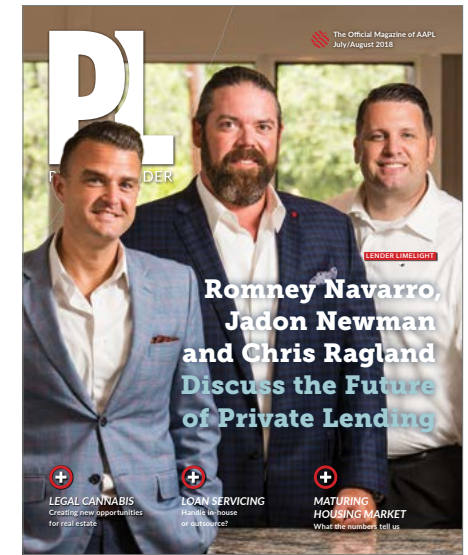 The Official Magazine of AAPL
July/August 2018
PL
P DER
LENDER LIMELIGHT
Romney Navarro,
Jadon Newman
and Chris Ragland
Discuss the Future
of Private Lending
LEGAL CANNABIS
Creating new opportunities
for real estate
LOAN SERVICING
Handle in-house
or outsource?
MATURING
HOUSING MARKET
What the numbers tell us